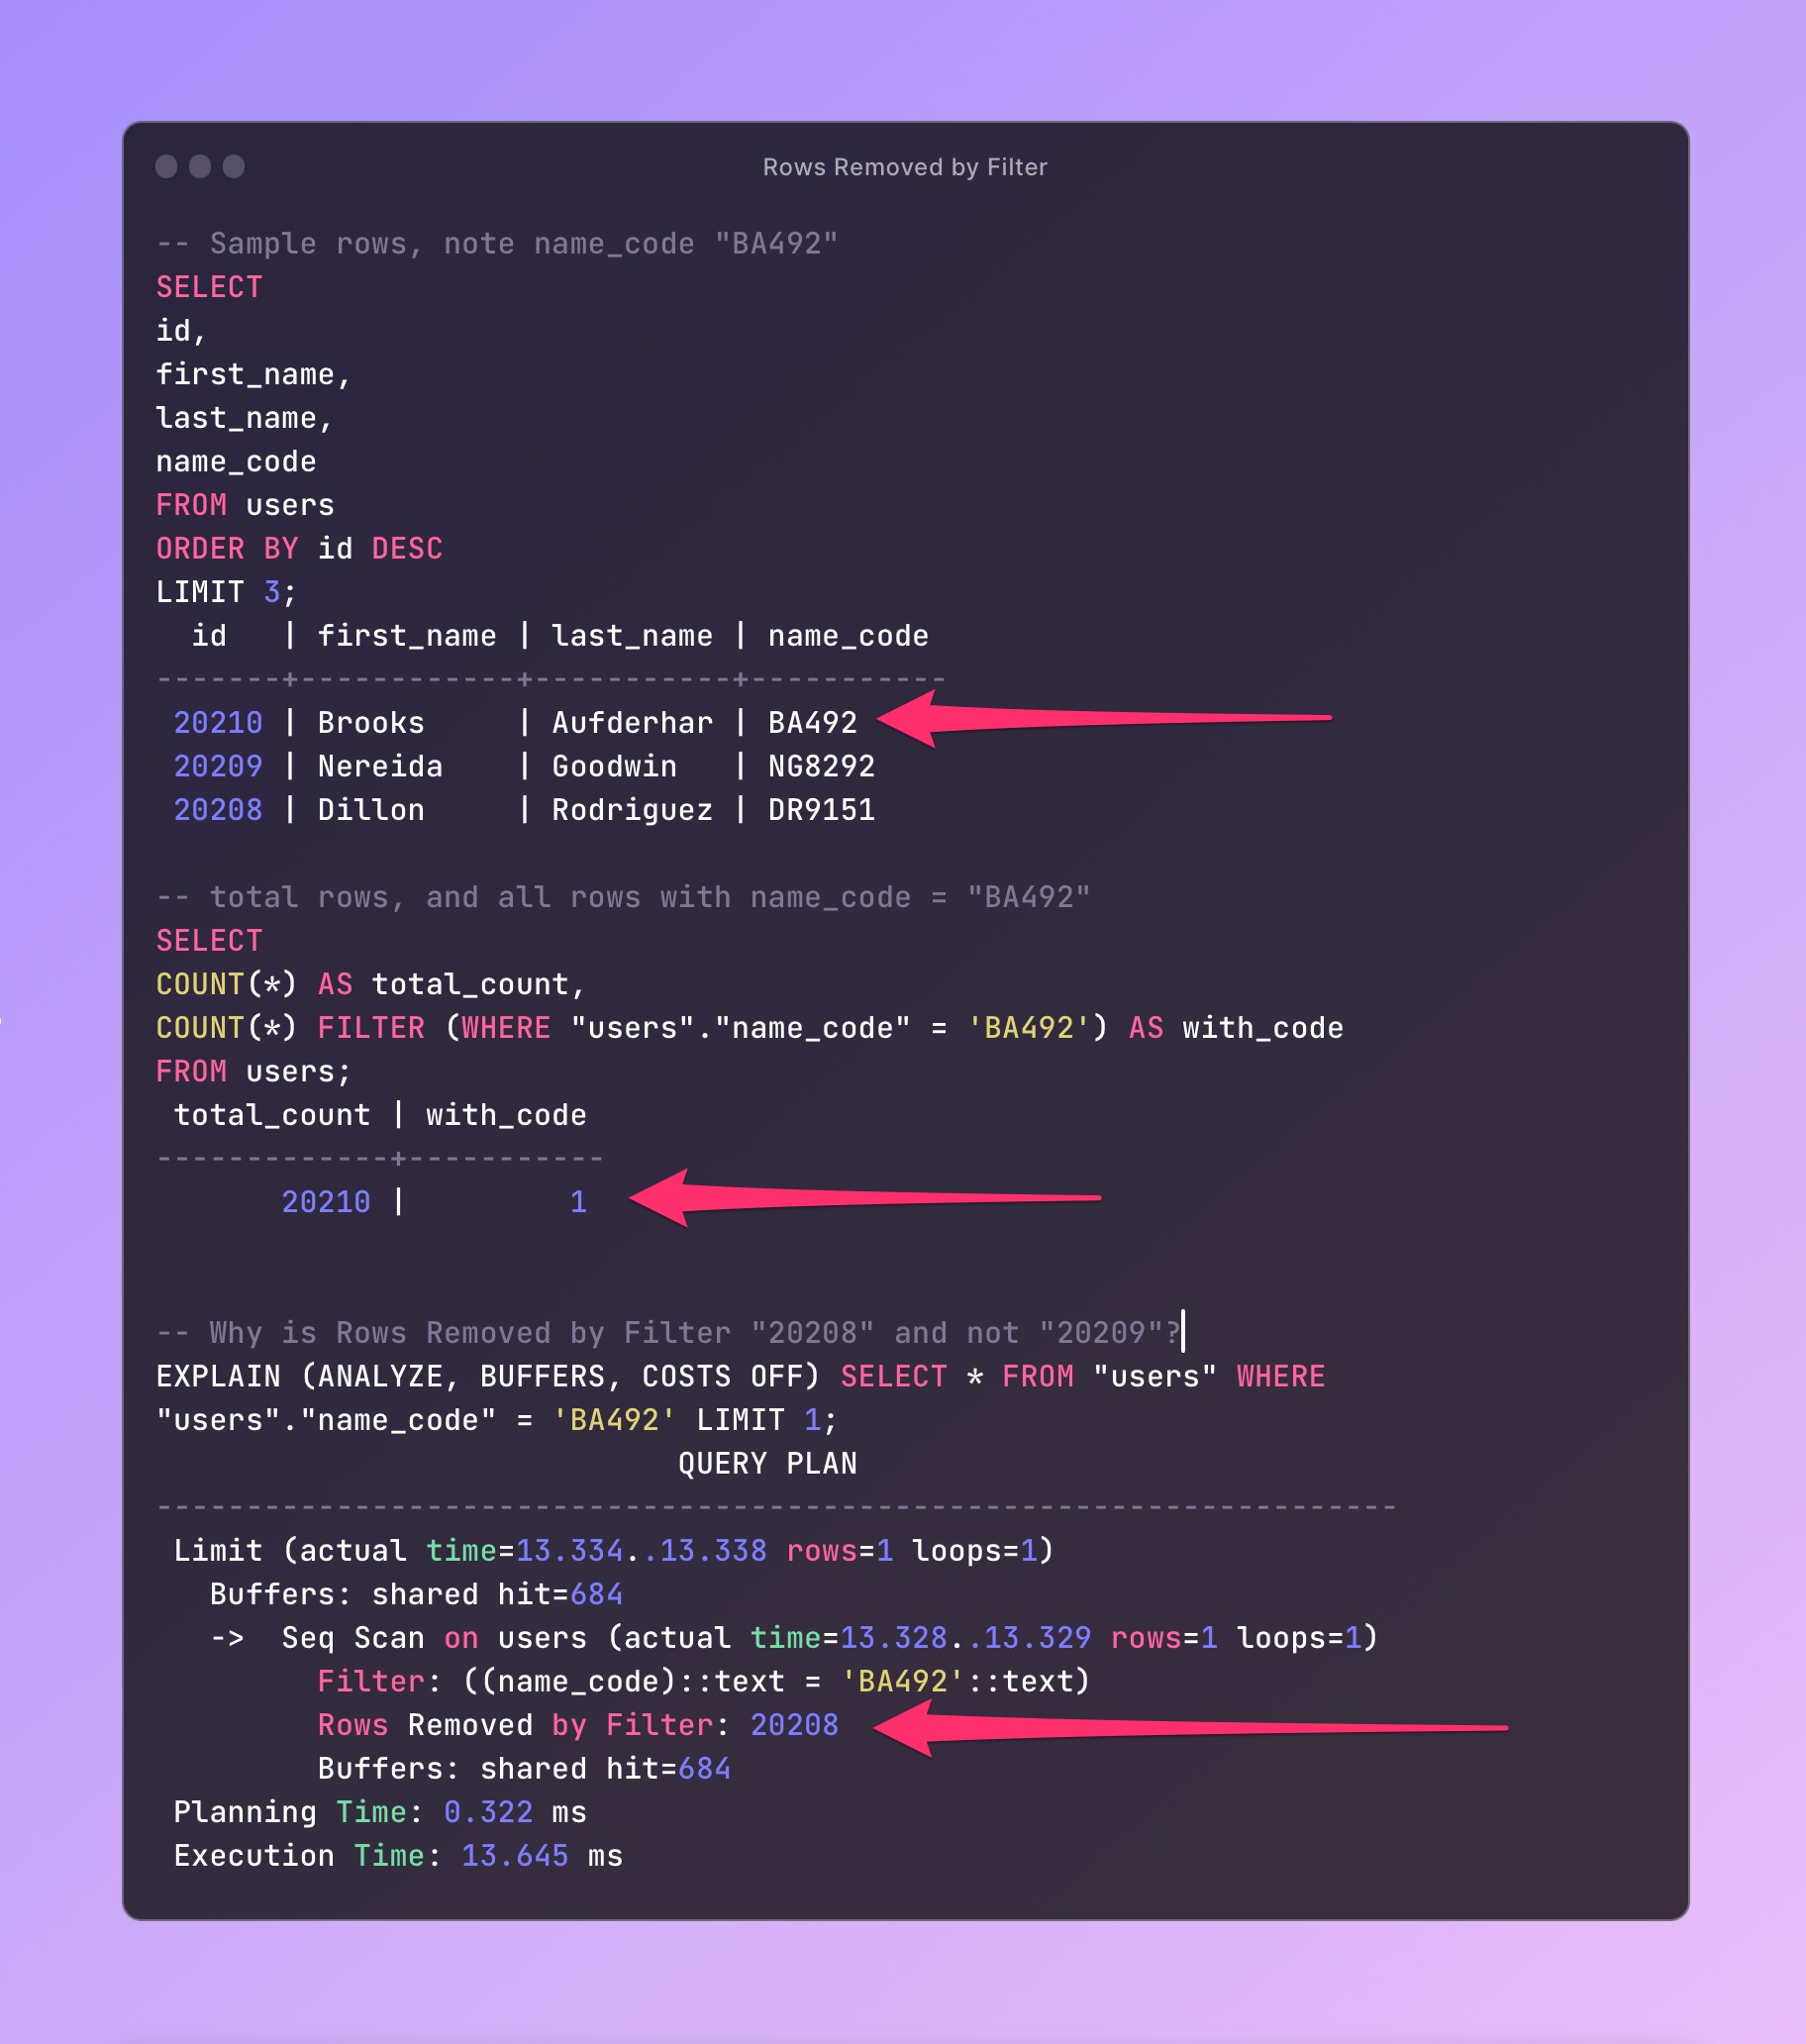 Rows Removed by Filter
-- Sample rows, note name_code "BA492"
SELECT
id,
first_name,
last_name,
name_code
FROM users
ORDER BY id DESC
LIMIT 3;
  id   | first_name | last_name | name_code
-------+------------+-----------+-----------
 20210 | Brooks     | Aufderhar | BA492
 20209 | Nereida    | Goodwin   | NG8292
 20208 | Dillon     | Rodriguez | DR9151
-- total rows, and all rows with name_code = "BA492"
SELECT
COUNT(*) AS total_count,
COUNT(*) FILTER (WHERE "users"."name_code" = 'BA492') AS with_code
FROM users;
 total_count | with_code
-------------+-----------
       20210 |         1
-- Why is Rows Removed by Filter "20208" and not "20209"?
EXPLAIN (ANALYZE, BUFFERS, COSTS OFF) SELECT * FROM "users" WHERE
"users"."name_code" = 'BA492' LIMIT 1;
                             QUERY PLAN
---------------------------------------------------------------------
 Limit (actual time=13.334..13.338 rows=1 loops=1)
   Buffers: shared hit=684
   ->  Seq Scan on users (actual time=13.328..13.329 rows=1 loops=1)
         Filter: ((name_code)::text = 'BA492'::text)
         Rows Removed by Filter: 20208
         Buffers: shared hit=684
 Planning Time: 0.322 ms
 Execution Time: 13.645 ms